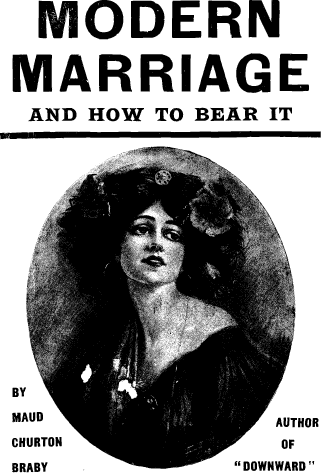 MODERN
MARRIAGE
AND HOW TO BEAR IT
BY
MAUD
CHURTON
BRABY
AUTHOR
OF
"DOWNWARD"